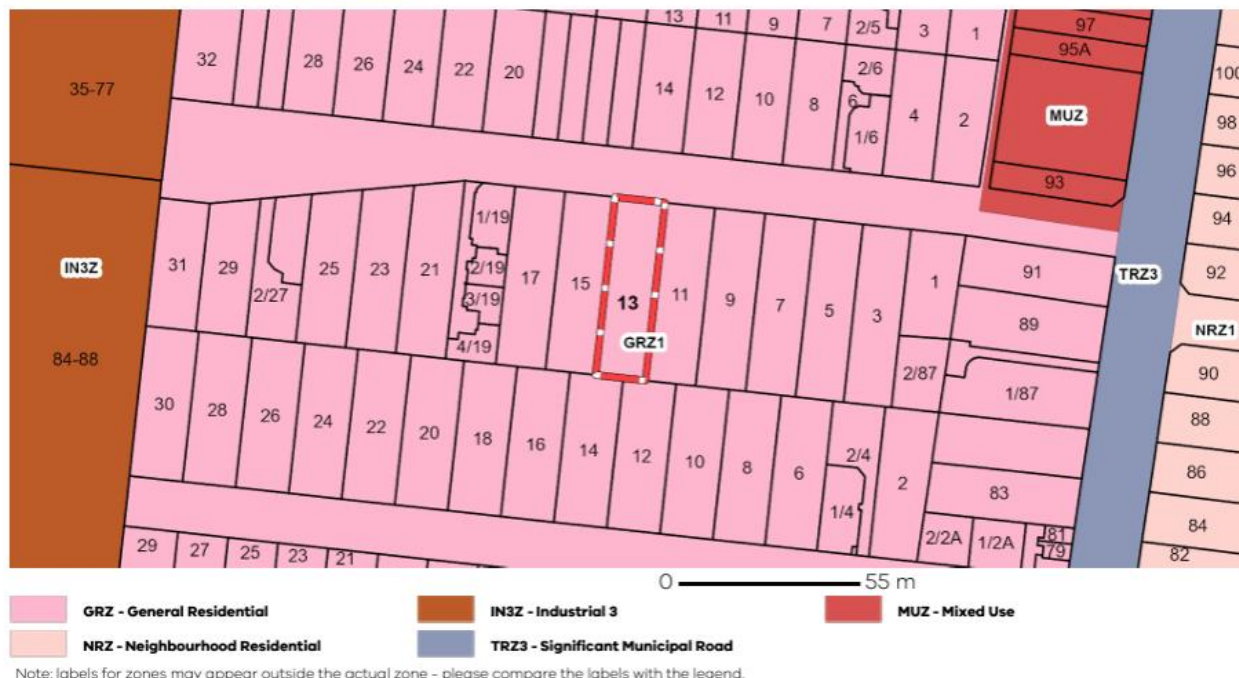 13 11 9 7 2/5 3 1 97
95A
32 28 26 24 22 20 14 12 10 8 2/6 6 1/6 4 2 MUZ 100
35-77 98
93 96
94
IN3Z 31 29 2/27 25 23 21 1/19 2/19 3/19 4/19 17 15 13 11 9 7 5 3 1 91 TRZ3 92
GRZ1 89 NRZ1
84-88 2/87 1/87 90
30 28 26 24 22 20 18 16 14 12 10 8 6 2/4 1/4 2 88
83 86
29 27 25 23 21 2/2A 1/2A 81 79 84
82
0 55 m
GRZ - General Residential IN3Z - Industrial 3 MUZ - Mixed Use
NRZ - Neighbourhood Residential TRZ3 - Significant Municipal Road
Note: labels for zones may appear outside the actual zone - please compare the labels with the legend.